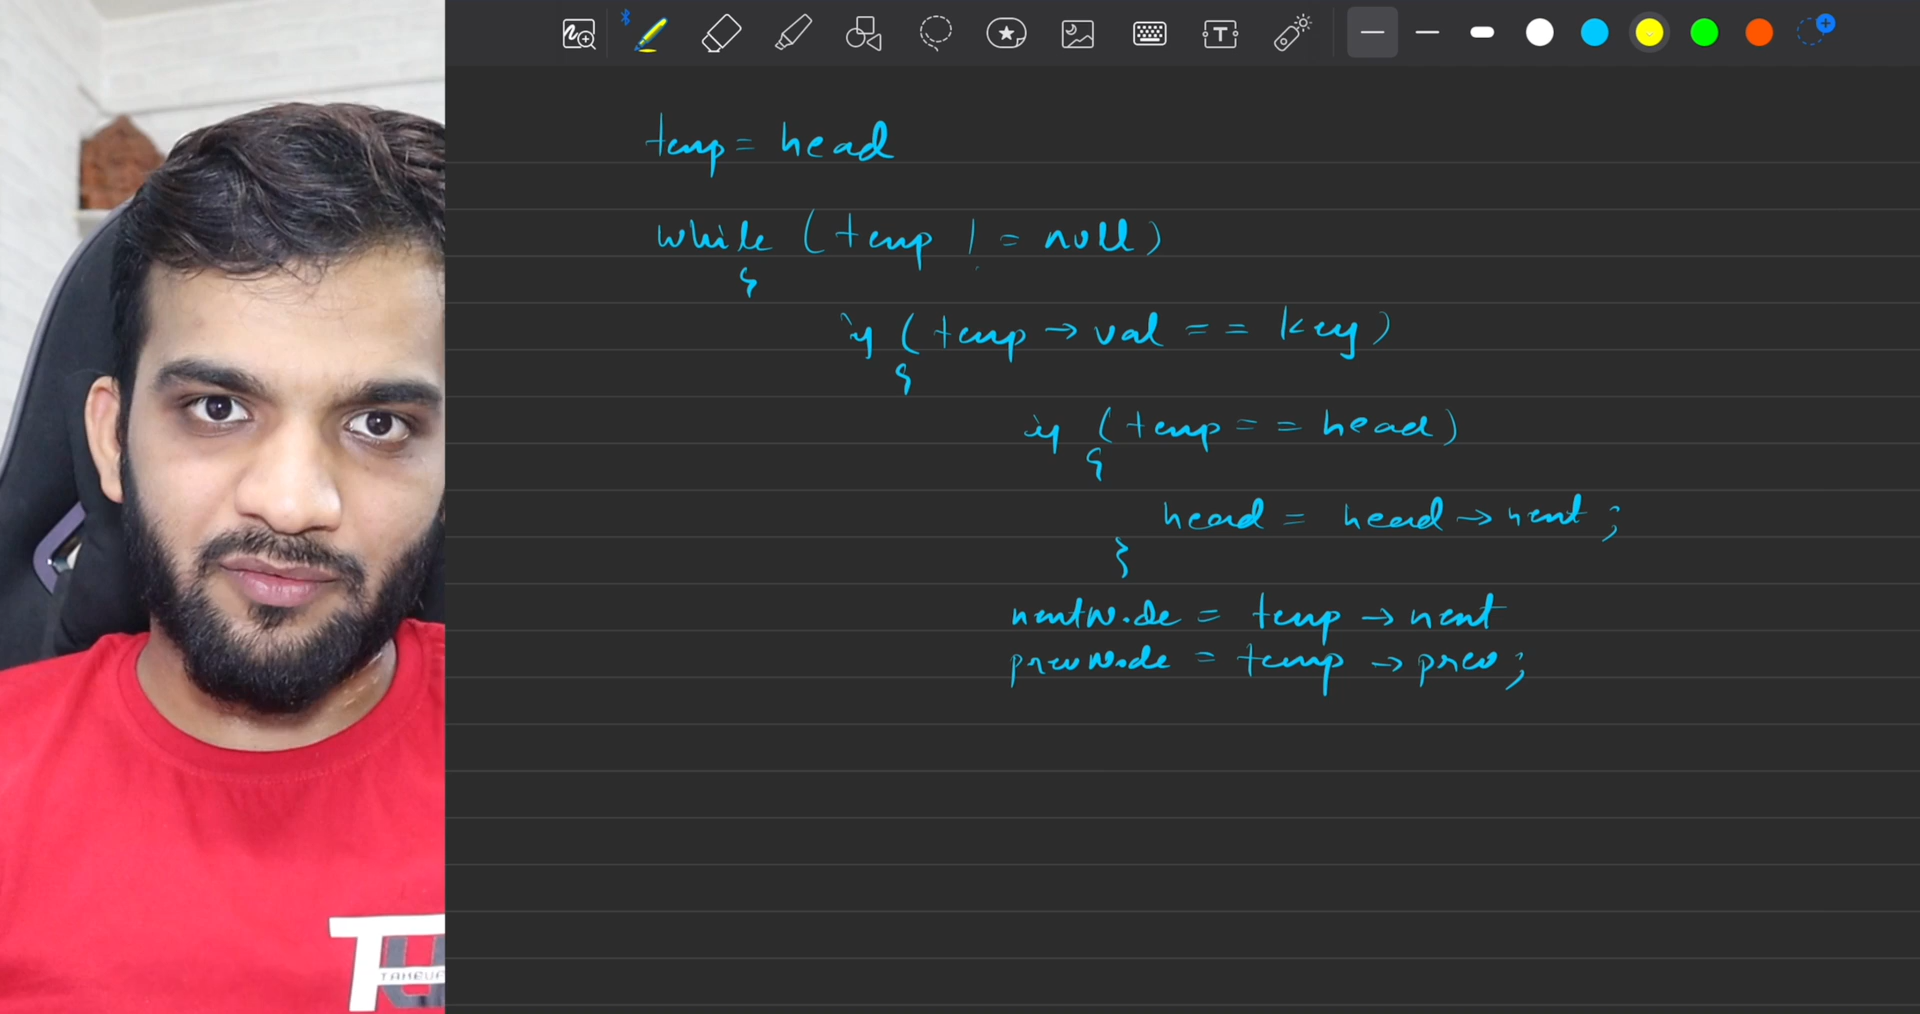 temp = head
while (temp != null)
{
if (temp → val == key)
{
if (temp == head)
{
head = head → next;
}
nextNode = temp → next
prevNode = temp → prev;
T